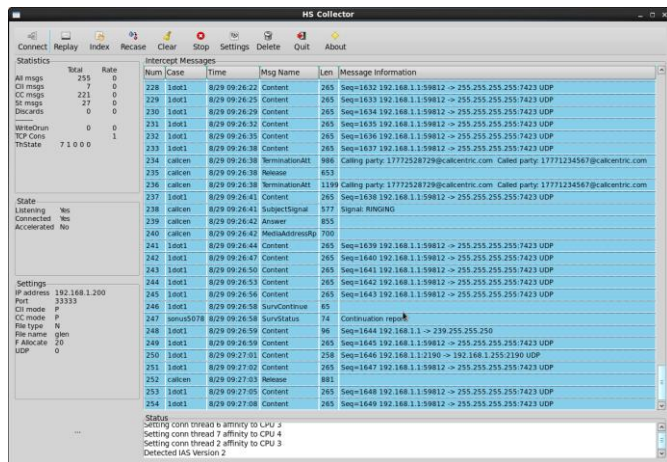 HS Collector
Connect Replay Index Recase Clear Stop Settings Delete Quit About
Statistics
Total Rate
All msgs 255 0
CII msgs 7 0
CC msgs 221 0
St msgs 27 0
Discards 0 0
WriteOrun 0 0
TCP Cons 1
ThState 7 1 0 0 0
State
Listening Yes
Connected Yes
Accelerated No
Settings
IP address 192.168.1.200
Port 33333
CII mode P
CC mode P
File type N
File name glen
F Allocate 20
UDP 0
--
Intercept Messages
Num Case Time Msg Name Len Message Information
228 1dot1 8/29 09:26:22 Content 265 Seq=1632 192.168.1.1:59812 -> 255.255.255.255:7423 UDP
229 1dot1 8/29 09:26:25 Content 265 Seq=1633 192.168.1.1:59812 -> 255.255.255.255:7423 UDP
230 1dot1 8/29 09:26:29 Content 265 Seq=1634 192.168.1.1:59812 -> 255.255.255.255:7423 UDP
231 1dot1 8/29 09:26:32 Content 265 Seq=1635 192.168.1.1:59812 -> 255.255.255.255:7423 UDP
232 1dot1 8/29 09:26:35 Content 265 Seq=1636 192.168.1.1:59812 -> 255.255.255.255:7423 UDP
233 1dot1 8/29 09:26:38 Content 265 Seq=1637 192.168.1.1:59812 -> 255.255.255.255:7423 UDP
234 callcen 8/29 09:26:38 TerminationAtt 986 Calling party: 17772528729@callcentric.com Called party: 17771234567@callcentric.com
235 callcen 8/29 09:26:38 Release 653
236 callcen 8/29 09:26:38 TerminationAtt 1199 Calling party: 17772528729@callcentric.com Called party: 17771234567@callcentric.com
237 1dot1 8/29 09:26:41 Content 265 Seq=1638 192.168.1.1:59812 -> 255.255.255.255:7423 UDP
238 callcen 8/29 09:26:41 SubjectSignal 577 Signal: RINGING
239 callcen 8/29 09:26:42 Answer 855
240 callcen 8/29 09:26:42 MediaAddressRp 700
241 1dot1 8/29 09:26:44 Content 265 Seq=1639 192.168.1.1:59812 -> 255.255.255.255:7423 UDP
242 1dot1 8/29 09:26:47 Content 265 Seq=1640 192.168.1.1:59812 -> 255.255.255.255:7423 UDP
243 1dot1 8/29 09:26:50 Content 265 Seq=1641 192.168.1.1:59812 -> 255.255.255.255:7423 UDP
244 1dot1 8/29 09:26:53 Content 265 Seq=1642 192.168.1.1:59812 -> 255.255.255.255:7423 UDP
245 1dot1 8/29 09:26:56 Content 265 Seq=1643 192.168.1.1:59812 -> 255.255.255.255:7423 UDP
246 1dot1 8/29 09:26:58 SurvContinue 65
247 sonus5078 8/29 09:26:58 SurvStatus 74 Continuation report
248 1dot1 8/29 09:26:59 Content 96 Seq=1644 192.168.1.1 -> 239.255.255.250
249 1dot1 8/29 09:26:59 Content 265 Seq=1645 192.168.1.1:59812 -> 255.255.255.255:7423 UDP
250 1dot1 8/29 09:27:01 Content 258 Seq=1646 192.168.1.1:2190 -> 192.168.1.255:2190 UDP
251 1dot1 8/29 09:27:02 Content 265 Seq=1647 192.168.1.1:59812 -> 255.255.255.255:7423 UDP
252 callcen 8/29 09:27:03 Release 881
253 1dot1 8/29 09:27:05 Content 265 Seq=1648 192.168.1.1:59812 -> 255.255.255.255:7423 UDP
254 1dot1 8/29 09:27:08 Content 265 Seq=1649 192.168.1.1:59812 -> 255.255.255.255:7423 UDP
Status
Setting conn thread 6 affinity to CPU 3
Setting conn thread 7 affinity to CPU 4
Setting conn thread 2 affinity to CPU 3
Detected IAS Version 2